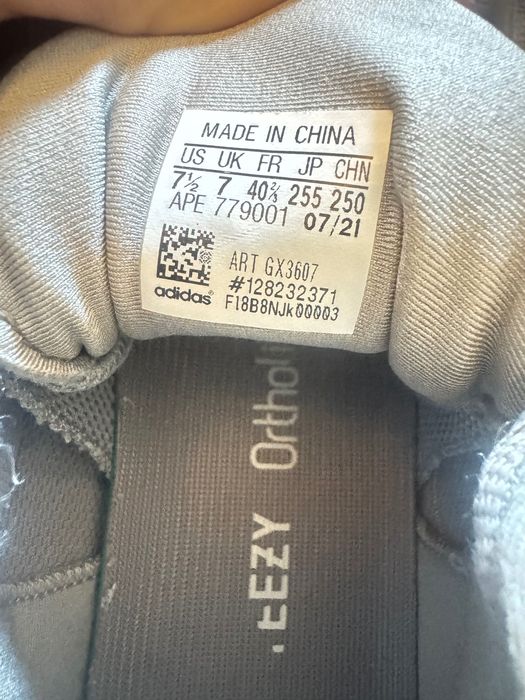 MADE IN CHINA
US UK FR JP CHN
7½ 7 40⅔ 255 250
APE 779001 07/21
ART GX3607
#128232371
adidas®
F18B8NJk00003
EEZY Orthol